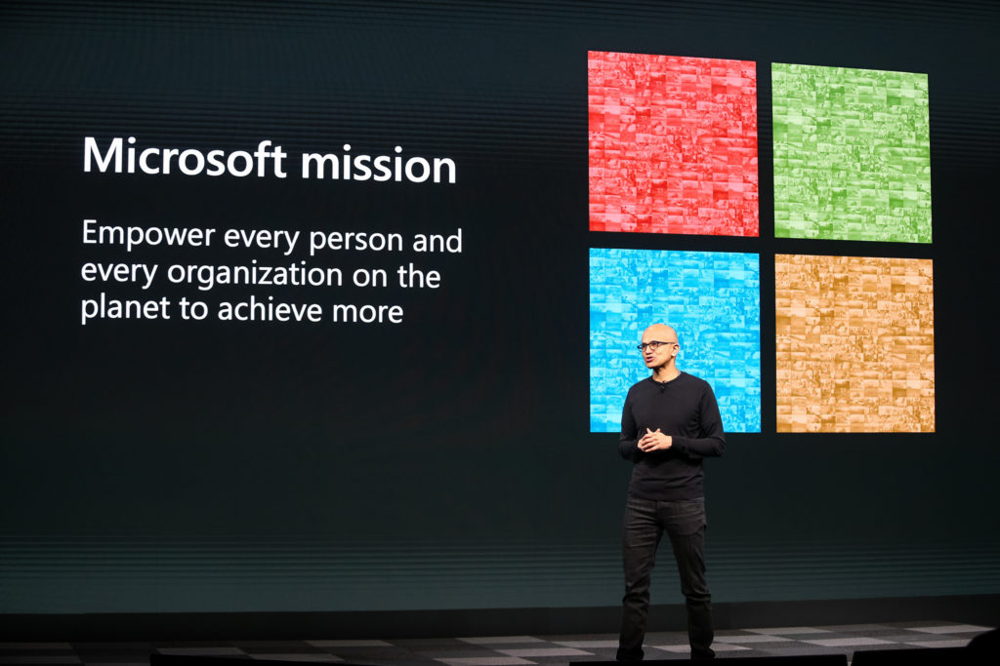 Microsoft mission
Empower every person and
every organization on the
planet to achieve more